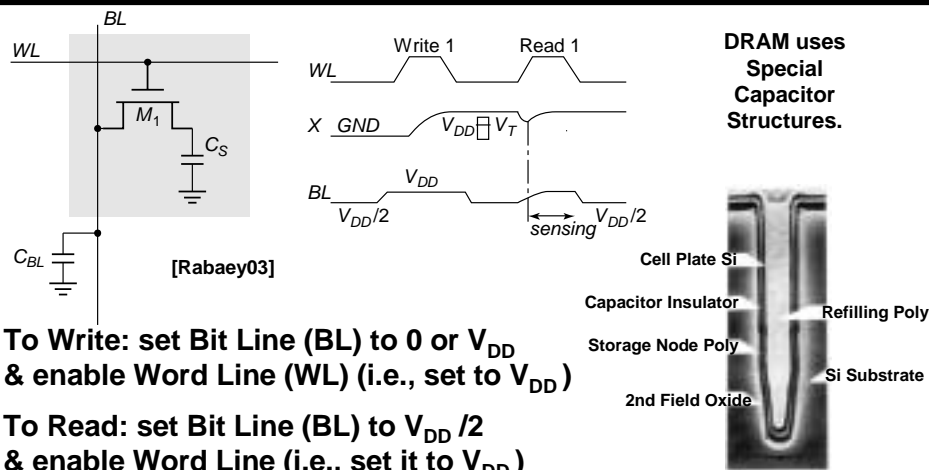 BL
WL
M1
CS
CBL
[Rabaey03]
Write 1 Read 1
WL
X GND VDD VT
BL VDD
VDD/2 sensing VDD/2
DRAM uses
Special
Capacitor
Structures.
Cell Plate Si
Capacitor Insulator
Refilling Poly
Storage Node Poly
Si Substrate
2nd Field Oxide
To Write: set Bit Line (BL) to 0 or VDD
& enable Word Line (WL) (i.e., set to VDD )
To Read: set Bit Line (BL) to VDD /2
& enable Word Line (i.e., set it to VDD )